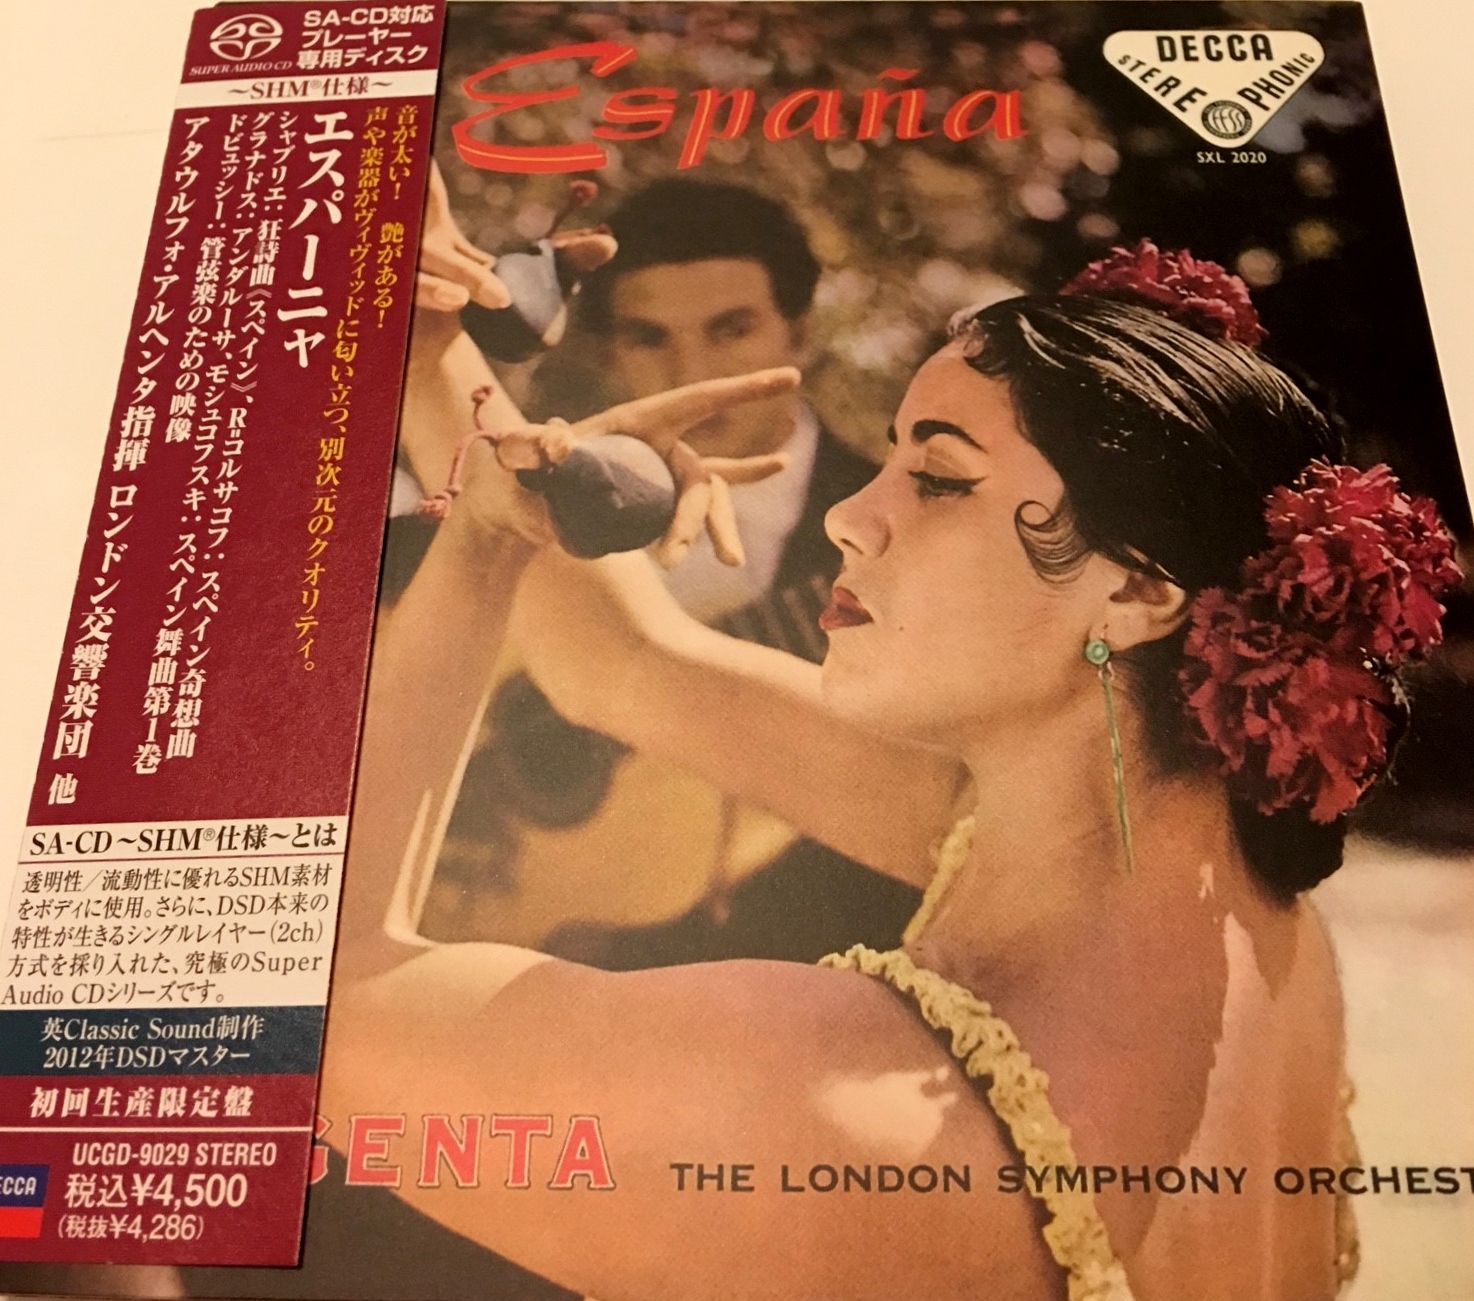 SUPER AUDIO CD
SA-CD対応
プレーヤー
専用ディスク
～SHM®仕様～
音が太い! 艶がある!
声や楽器がヴィヴィッドに匂い立つ、別次元のクオリティ。
エスパーニャ
シャブリエ:狂詩曲《スペイン》、R=コルサコフ:スペイン奇想曲
グラナドス:アンダルーサ、モシュコフスキ:スペイン舞曲第1巻
ドビュッシー:管弦楽のための映像
アタウルフォ・アルヘンタ指揮 ロンドン交響楽団 他
SA-CD～SHM®仕様～とは
透明性/流動性に優れるSHM素材
をボディに使用。さらに、DSD本来の
特性が生きるシングルレイヤー(2ch)
方式を採り入れた、究極のSuper
Audio CDシリーズです。
英Classic Sound制作
2012年DSDマスター
初回生産限定盤
UCGD-9029 STEREO
税込¥4,500
(税抜¥4,286)
ECCA
España
DECCA
STEREOPHONIC
SXL 2020
GENTA
THE LONDON SYMPHONY ORCHEST